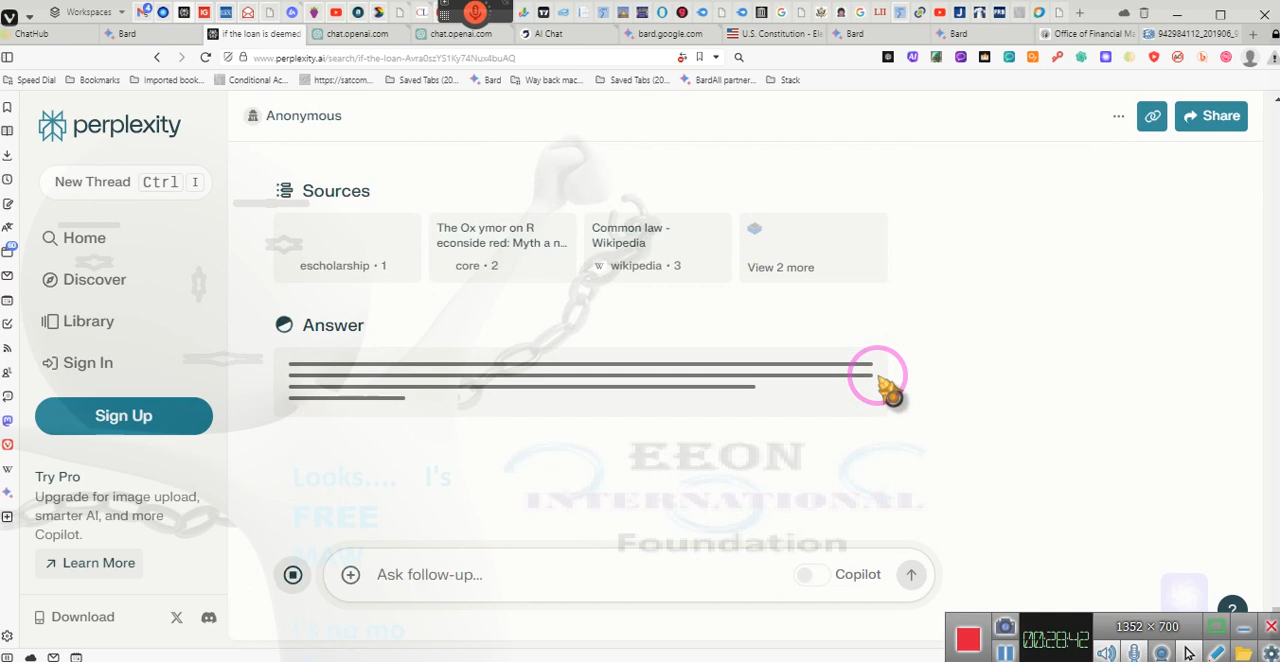 Workspaces
ChatHub
Bard
if the loan is deemed
chat.openai.com
chat.openai.com
AI Chat
bard.google.com
U.S. Constitution - Ele
Bard
Bard
Office of Financial Ma
942984112_201906_9
www.perplexity.ai/search/if-the-loan-Avra0szYS1Ky74Nux4buAQ
Speed Dial
Bookmarks
Imported book...
Conditional Ac...
https://satcom...
Saved Tabs (20...
Bard
Way back mac...
Saved Tabs (20...
BardAll partner...
Stack
perplexity
Anonymous
Share
New Thread Ctrl I
Home
Discover
Library
Sign In
Sign Up
Try Pro
Upgrade for image upload,
smarter AI, and more
Copilot.
Learn More
Download
Sources
escholarship · 1
The Ox ymor on R
econside red: Myth a n...
core · 2
Common law -
Wikipedia
wikipedia · 3
View 2 more
Answer
EEON
INTERNATIONAL
Foundation
Looks.... I's
FREE
MAW
I's no mo
Ask follow-up...
Copilot
?
1352 × 700
00:28:42